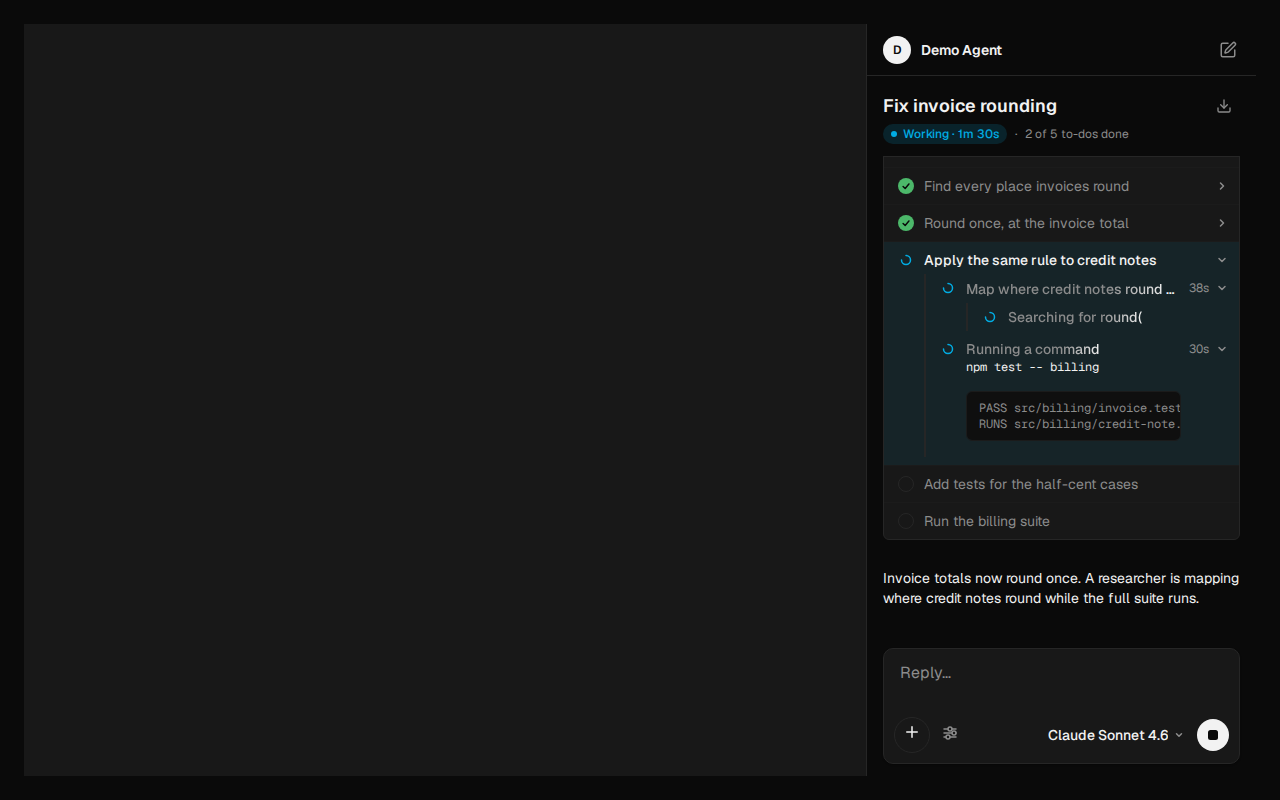 D
Demo Agent
Fix invoice rounding
Working · 1m 30s · 2 of 5 to-dos done
Find every place invoices round
Round once, at the invoice total
Apply the same rule to credit notes
Map where credit notes round … 38s
Searching for round(
Running a command 30s
npm test -- billing
PASS src/billing/invoice.test
RUNS src/billing/credit-note.
Add tests for the half-cent cases
Run the billing suite
Invoice totals now round once. A researcher is mapping
where credit notes round while the full suite runs.
Reply...
Claude Sonnet 4.6